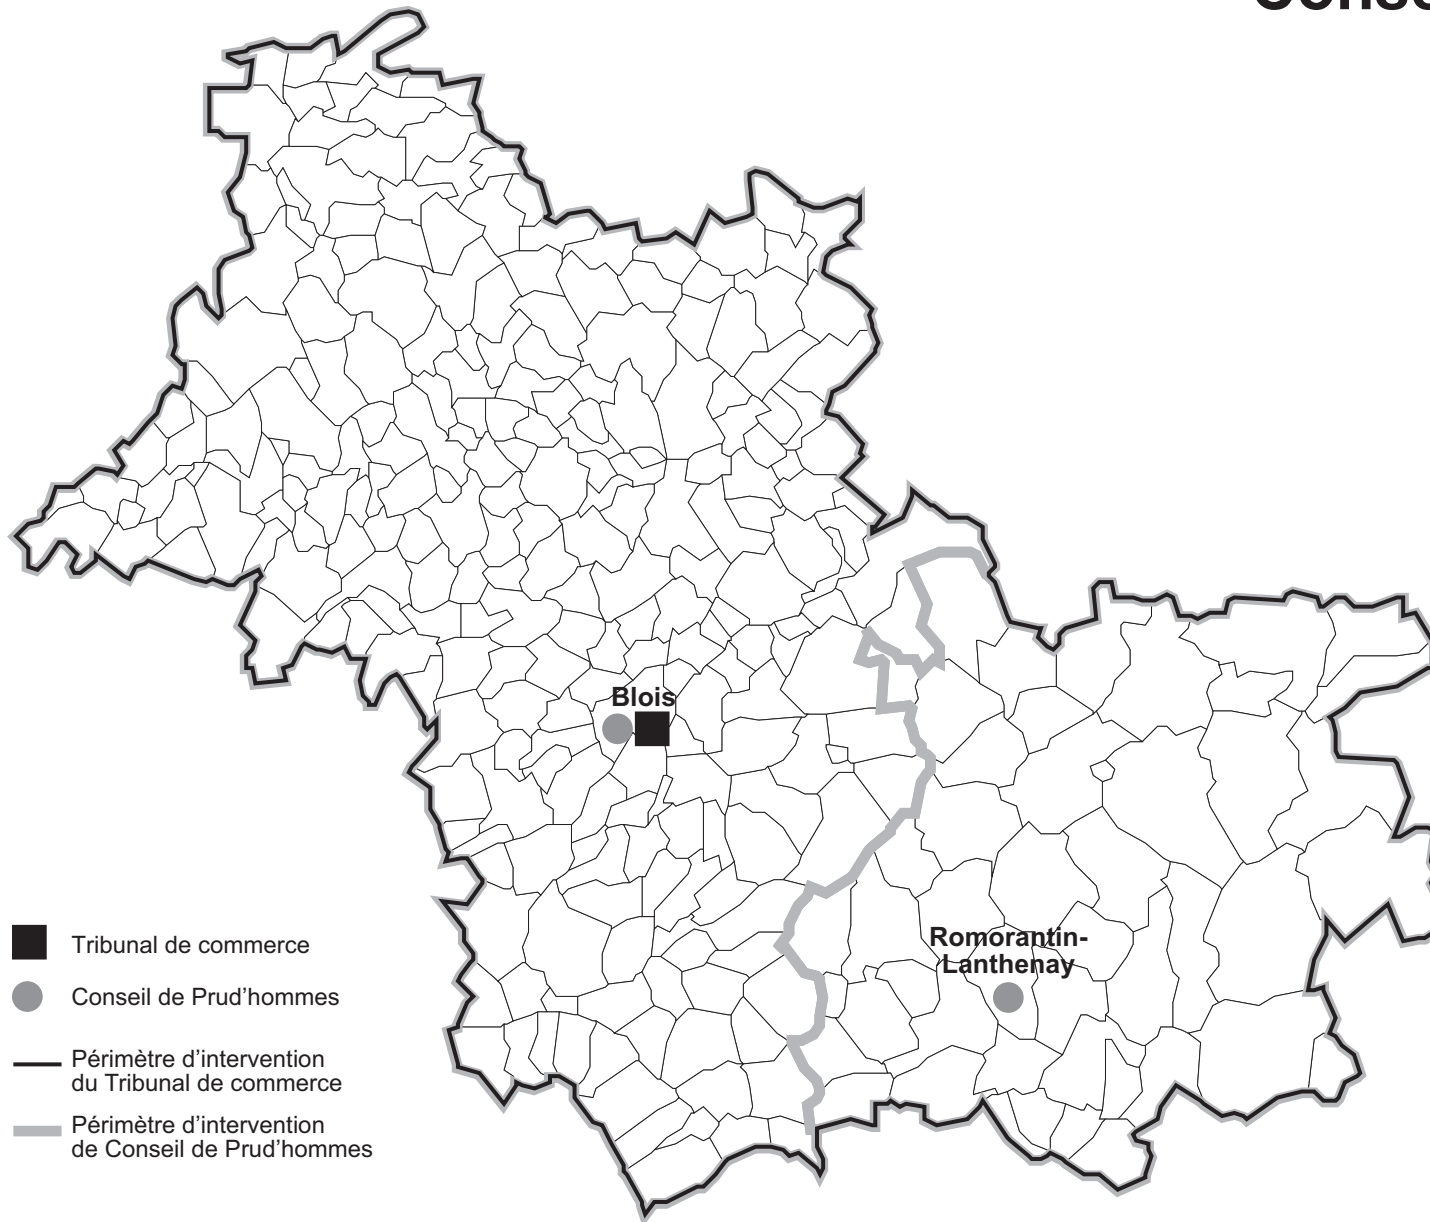 Blois
Romorantin-
Lanthenay
Tribunal de commerce
Conseil de Prud'hommes
Périmètre d'intervention
du Tribunal de commerce
Périmètre d'intervention
de Conseil de Prud'hommes